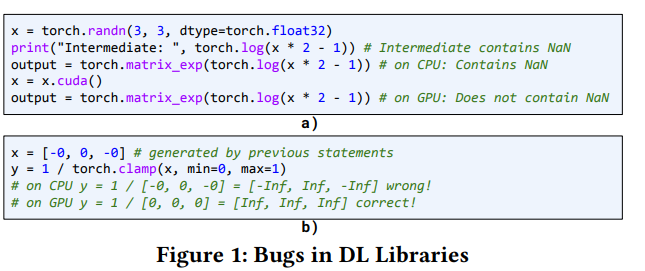 x = torch.randn(3, 3, dtype=torch.float32)
print("Intermediate: ", torch.log(x * 2 - 1)) # Intermediate contains NaN
output = torch.matrix_exp(torch.log(x * 2 - 1)) # on CPU: Contains NaN
x = x.cuda()
output = torch.matrix_exp(torch.log(x * 2 - 1)) # on GPU: Does not contain NaN
a)
x = [-0, 0, -0] # generated by previous statements
y = 1 / torch.clamp(x, min=0, max=1)
# on CPU y = 1 / [-0, 0, -0] = [-Inf, Inf, -Inf] wrong!
# on GPU y = 1 / [0, 0, 0] = [Inf, Inf, Inf] correct!
b)
Figure 1: Bugs in DL Libraries